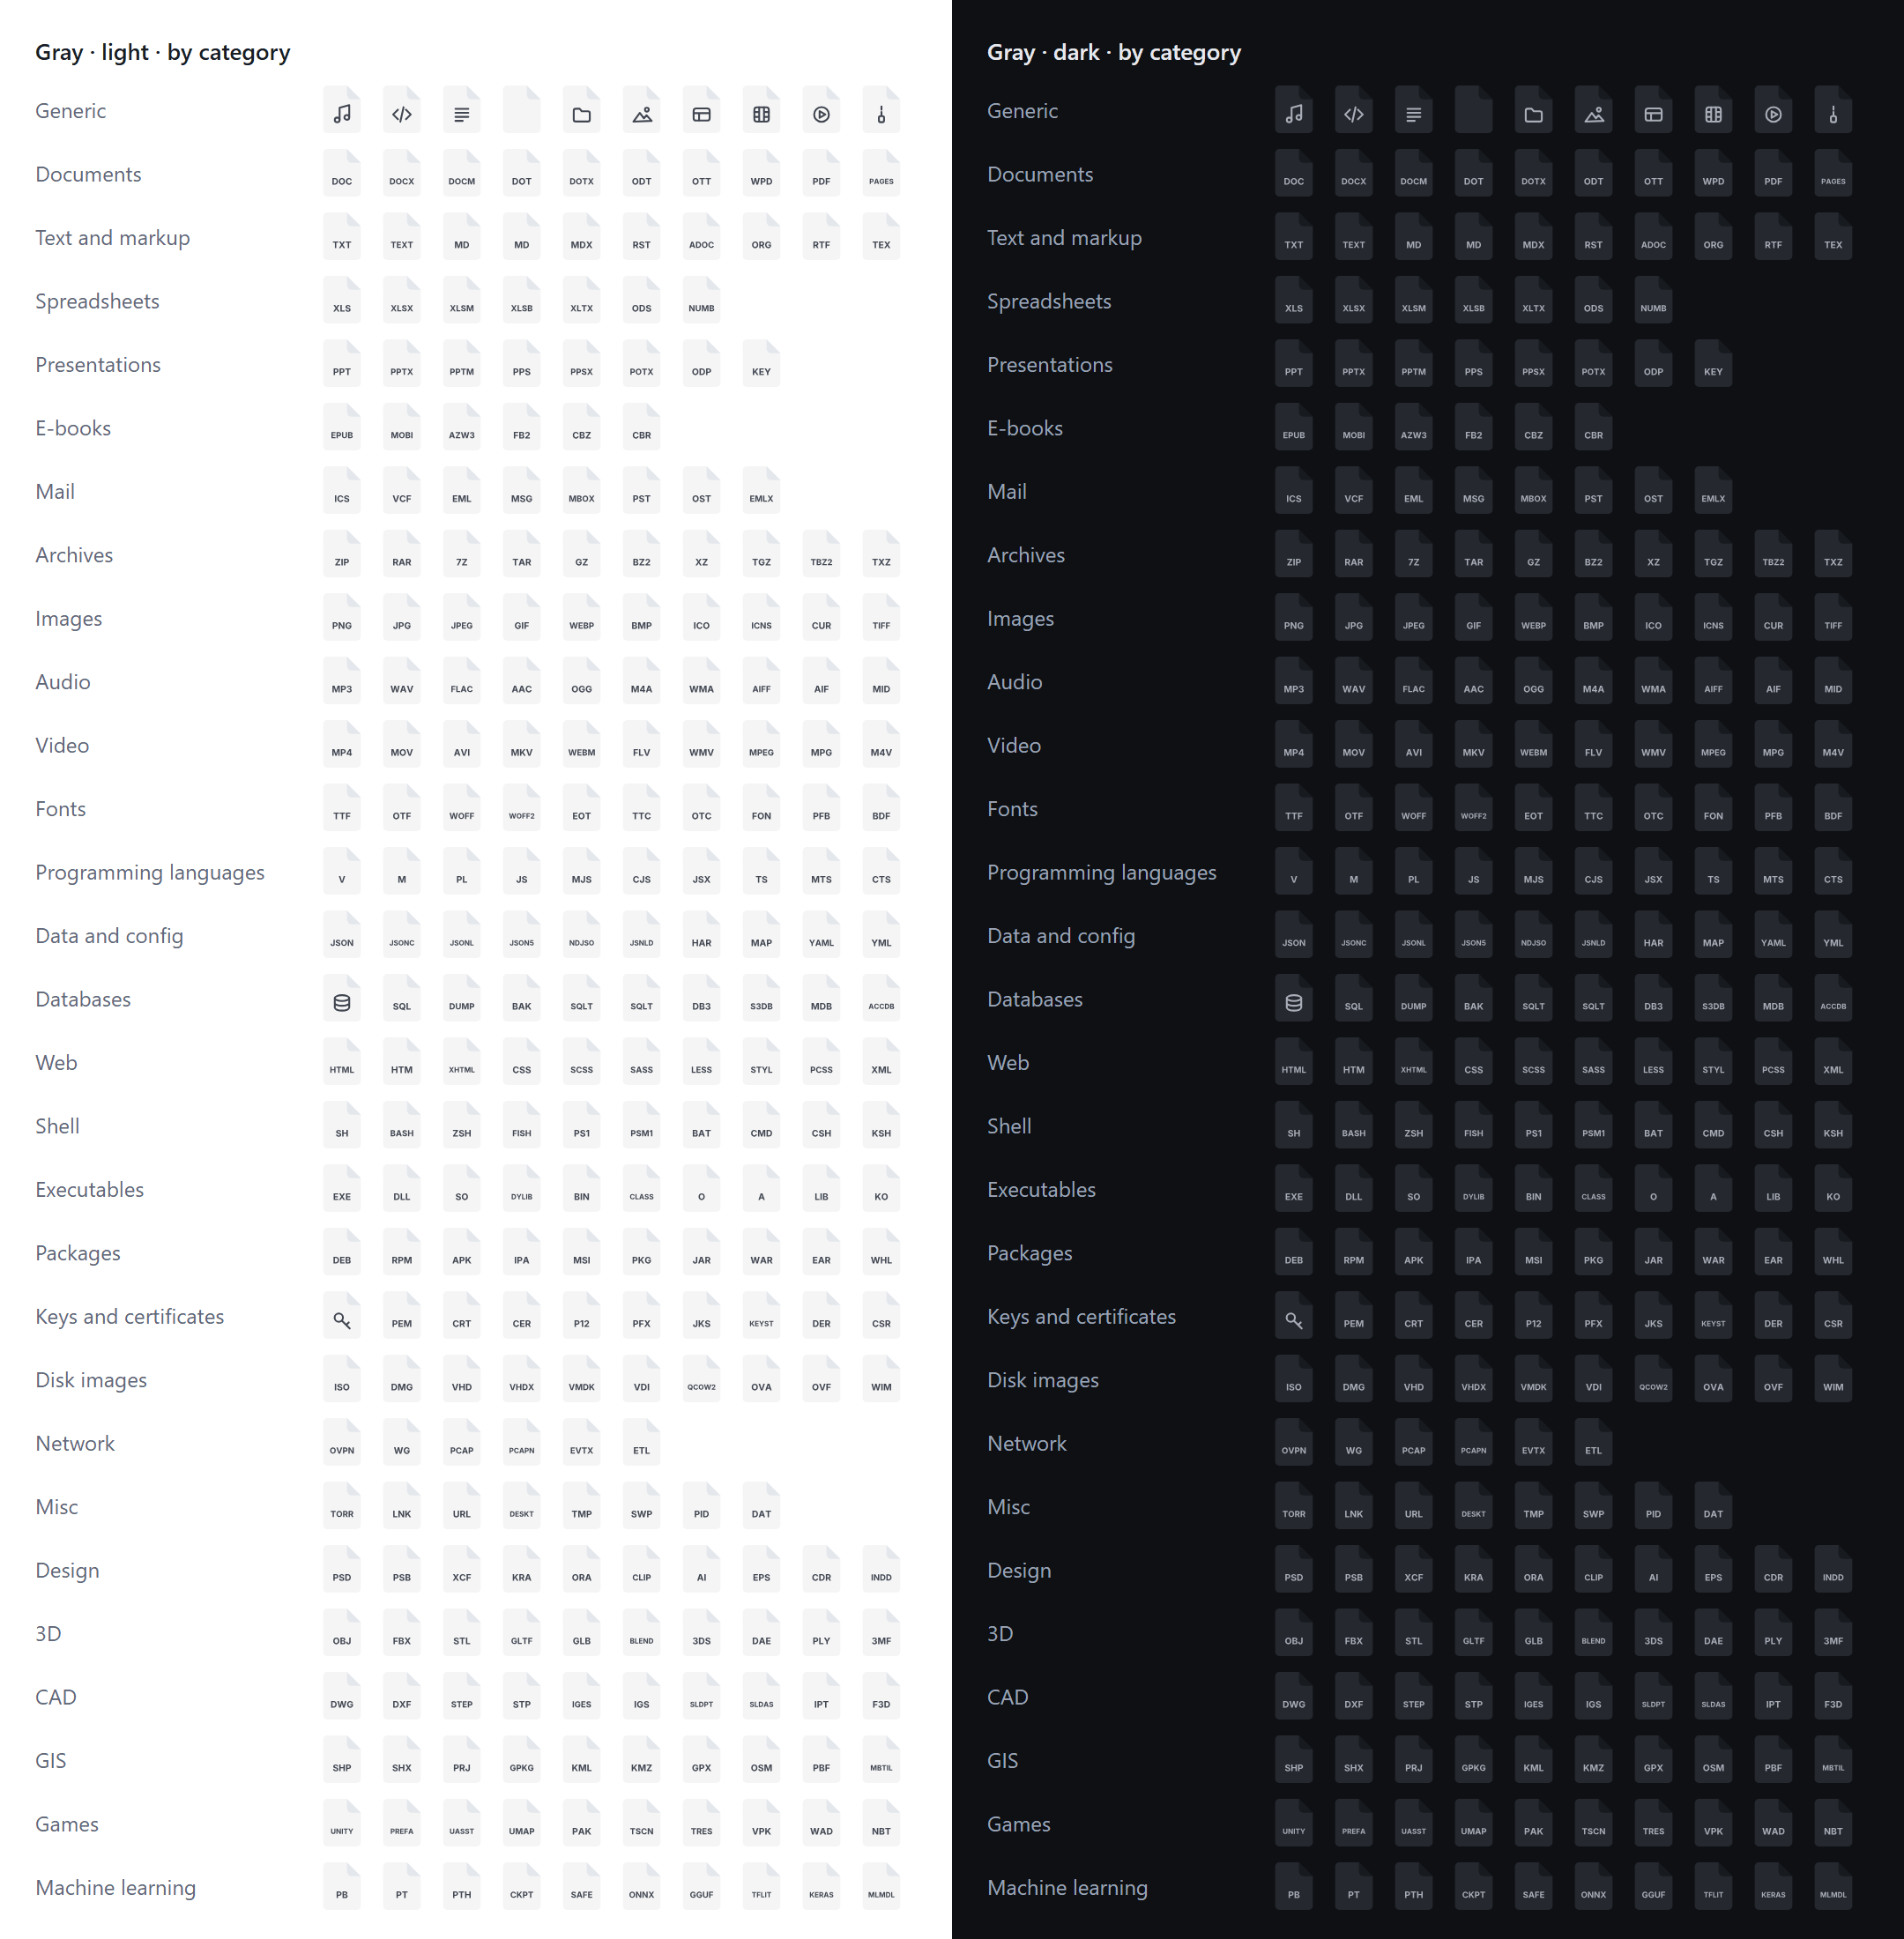 Gray · light · by category
Generic
Documents DOC DOCX DOCM DOT DOTX ODT OTT WPD PDF PAGES
Text and markup TXT TEXT MD MD MDX RST ADOC ORG RTF TEX
Spreadsheets XLS XLSX XLSM XLSB XLTX ODS NUMB
Presentations PPT PPTX PPTM PPS PPSX POTX ODP KEY
E-books EPUB MOBI AZW3 FB2 CBZ CBR
Mail ICS VCF EML MSG MBOX PST OST EMLX
Archives ZIP RAR 7Z TAR GZ BZ2 XZ TGZ TBZ2 TXZ
Images PNG JPG JPEG GIF WEBP BMP ICO ICNS CUR TIFF
Audio MP3 WAV FLAC AAC OGG M4A WMA AIFF AIF MID
Video MP4 MOV AVI MKV WEBM FLV WMV MPEG MPG M4V
Fonts TTF OTF WOFF WOFF2 EOT TTC OTC FON PFB BDF
Programming languages V M PL JS MJS CJS JSX TS MTS CTS
Data and config JSON JSONC JSONL JSON5 NDJSO JSNLD HAR MAP YAML YML
Databases SQL DUMP BAK SQLT SQLT DB3 S3DB MDB ACCDB
Web HTML HTM XHTML CSS SCSS SASS LESS STYL PCSS XML
Shell SH BASH ZSH FISH PS1 PSM1 BAT CMD CSH KSH
Executables EXE DLL SO DYLIB BIN CLASS O A LIB KO
Packages DEB RPM APK IPA MSI PKG JAR WAR EAR WHL
Keys and certificates PEM CRT CER P12 PFX JKS KEYST DER CSR
Disk images ISO DMG VHD VHDX VMDK VDI QCOW2 OVA OVF WIM
Network OVPN WG PCAP PCAPN EVTX ETL
Misc TORR LNK URL DESKT TMP SWP PID DAT
Design PSD PSB XCF KRA ORA CLIP AI EPS CDR INDD
3D OBJ FBX STL GLTF GLB BLEND 3DS DAE PLY 3MF
CAD DWG DXF STEP STP IGES IGS SLDPT SLDAS IPT F3D
GIS SHP SHX PRJ GPKG KML KMZ GPX OSM PBF MBTIL
Games UNITY PREFA UASST UMAP PAK TSCN TRES VPK WAD NBT
Machine learning PB PT PTH CKPT SAFE ONNX GGUF TFLIT KERAS MLMDL
Gray · dark · by category
Generic
Documents DOC DOCX DOCM DOT DOTX ODT OTT WPD PDF PAGES
Text and markup TXT TEXT MD MD MDX RST ADOC ORG RTF TEX
Spreadsheets XLS XLSX XLSM XLSB XLTX ODS NUMB
Presentations PPT PPTX PPTM PPS PPSX POTX ODP KEY
E-books EPUB MOBI AZW3 FB2 CBZ CBR
Mail ICS VCF EML MSG MBOX PST OST EMLX
Archives ZIP RAR 7Z TAR GZ BZ2 XZ TGZ TBZ2 TXZ
Images PNG JPG JPEG GIF WEBP BMP ICO ICNS CUR TIFF
Audio MP3 WAV FLAC AAC OGG M4A WMA AIFF AIF MID
Video MP4 MOV AVI MKV WEBM FLV WMV MPEG MPG M4V
Fonts TTF OTF WOFF WOFF2 EOT TTC OTC FON PFB BDF
Programming languages V M PL JS MJS CJS JSX TS MTS CTS
Data and config JSON JSONC JSONL JSON5 NDJSO JSNLD HAR MAP YAML YML
Databases SQL DUMP BAK SQLT SQLT DB3 S3DB MDB ACCDB
Web HTML HTM XHTML CSS SCSS SASS LESS STYL PCSS XML
Shell SH BASH ZSH FISH PS1 PSM1 BAT CMD CSH KSH
Executables EXE DLL SO DYLIB BIN CLASS O A LIB KO
Packages DEB RPM APK IPA MSI PKG JAR WAR EAR WHL
Keys and certificates PEM CRT CER P12 PFX JKS KEYST DER CSR
Disk images ISO DMG VHD VHDX VMDK VDI QCOW2 OVA OVF WIM
Network OVPN WG PCAP PCAPN EVTX ETL
Misc TORR LNK URL DESKT TMP SWP PID DAT
Design PSD PSB XCF KRA ORA CLIP AI EPS CDR INDD
3D OBJ FBX STL GLTF GLB BLEND 3DS DAE PLY 3MF
CAD DWG DXF STEP STP IGES IGS SLDPT SLDAS IPT F3D
GIS SHP SHX PRJ GPKG KML KMZ GPX OSM PBF MBTIL
Games UNITY PREFA UASST UMAP PAK TSCN TRES VPK WAD NBT
Machine learning PB PT PTH CKPT SAFE ONNX GGUF TFLIT KERAS MLMDL